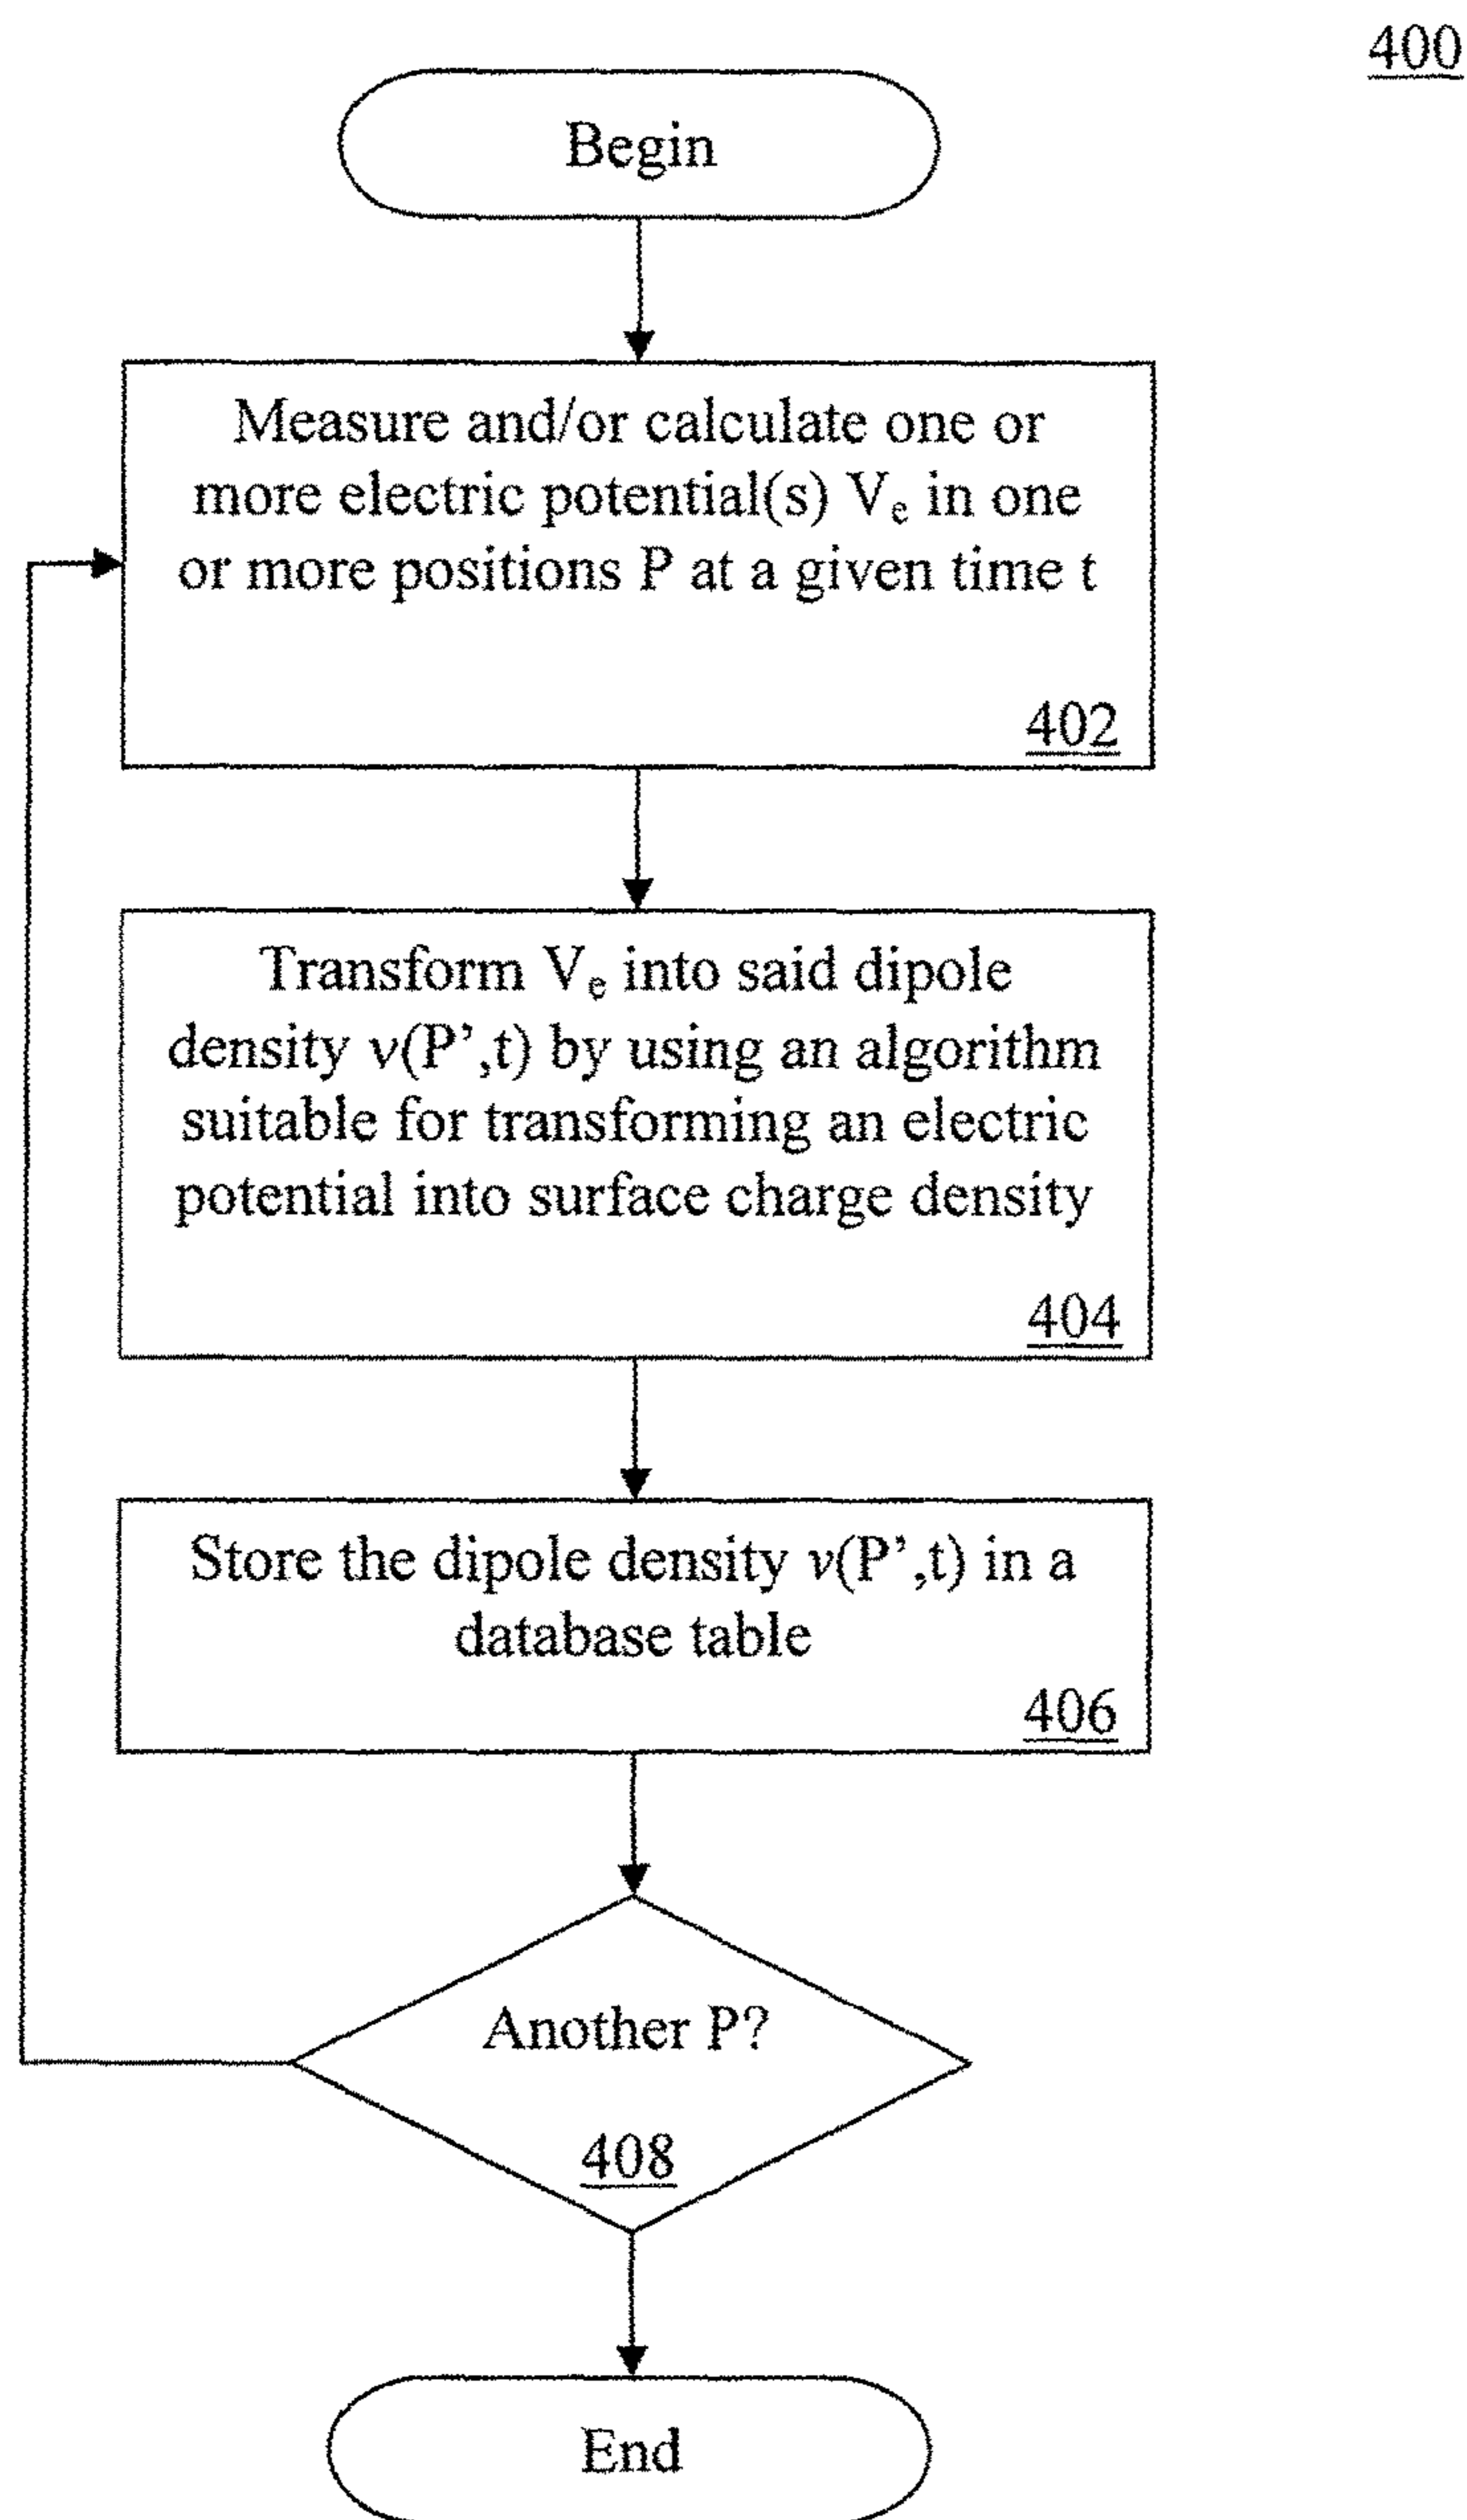 400
Begin
Measure and/or calculate one or
more electric potential(s) Vₑ in one
or more positions P at a given time t
402
Transform Vₑ into said dipole
density ν(P’,t) by using an algorithm
suitable for transforming an electric
potential into surface charge density
404
Store the dipole density ν(P’,t) in a
database table
406
Another P?
408
End